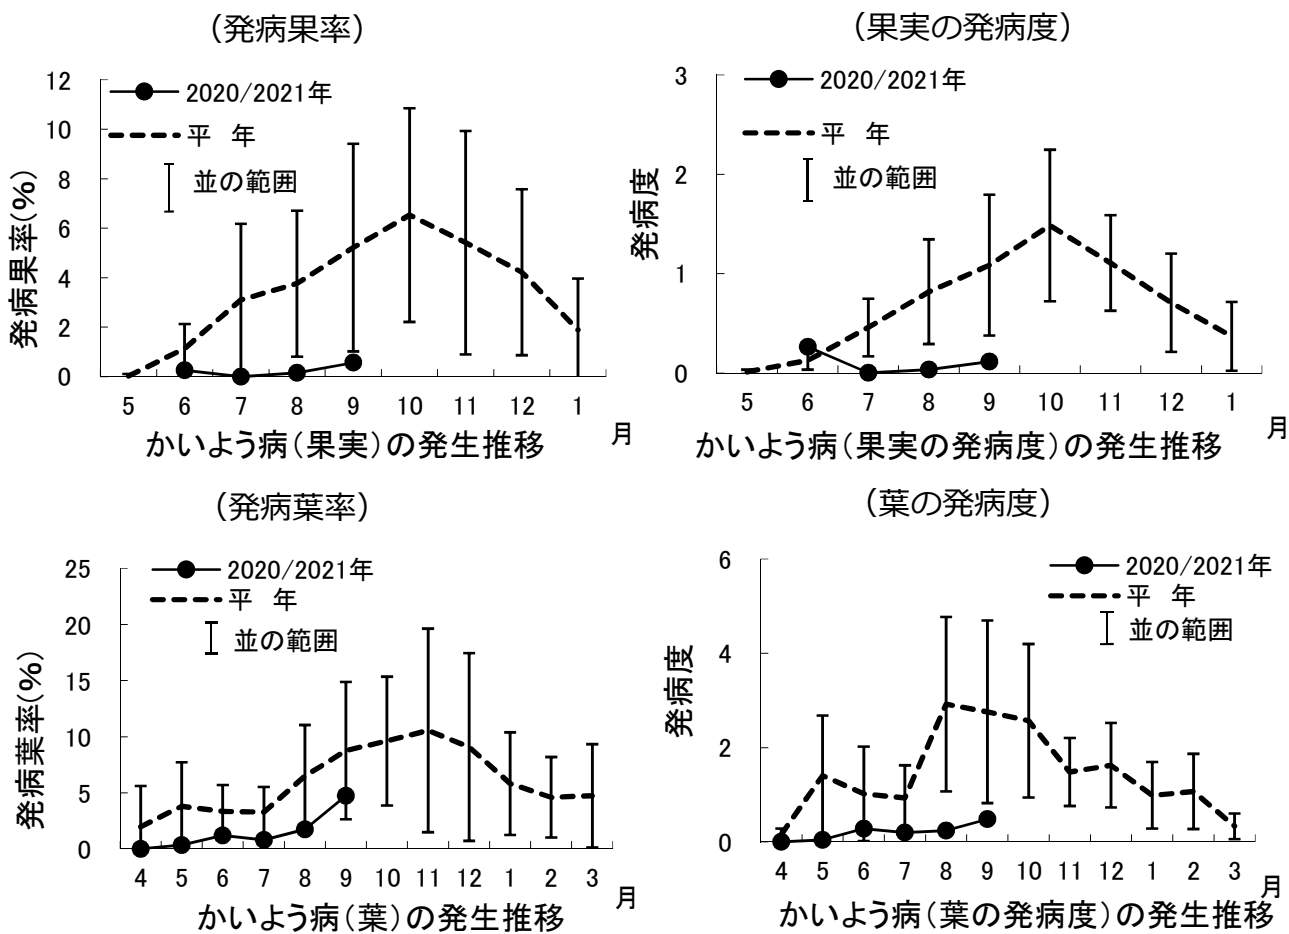 (発病果率)
12
10
8
6
4
2
0
発病果率(%)
2020/2021年
平 年
並の範囲
5 6 7 8 9 10 11 12 1
月
かいよう病(果実)の発生推移
(果実の発病度)
3
2
1
0
発病度
2020/2021年
平 年
並の範囲
5 6 7 8 9 10 11 12 1
月
かいよう病(果実の発病度)の発生推移
(発病葉率)
25
20
15
10
5
0
発病葉率(%)
2020/2021年
平 年
並の範囲
4 5 6 7 8 9 10 11 12 1 2 3
月
かいよう病(葉)の発生推移
(葉の発病度)
6
4
2
0
発病度
2020/2021年
平 年
並の範囲
4 5 6 7 8 9 10 11 12 1 2 3
月
かいよう病(葉の発病度)の発生推移